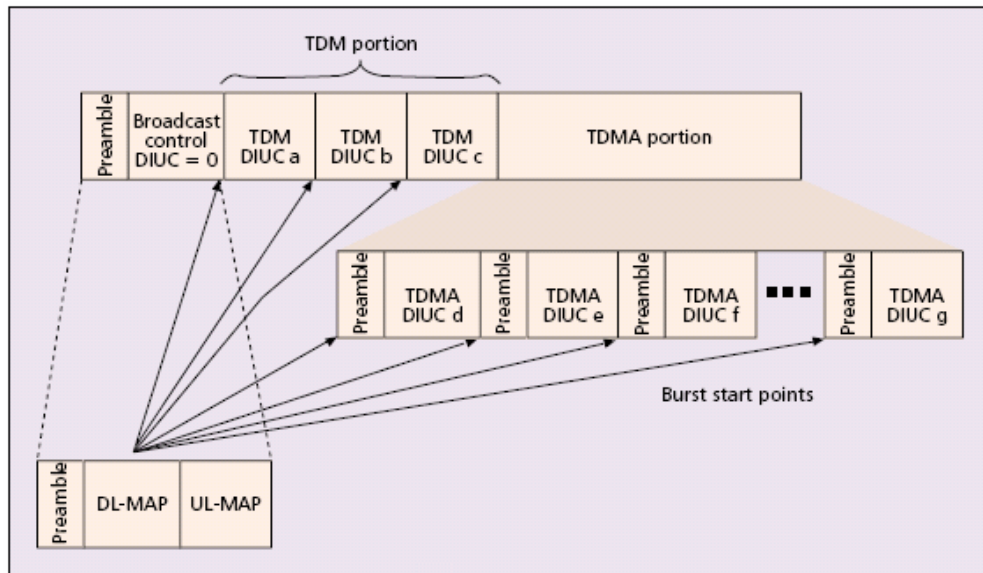 TDM portion
Preamble
Broadcast
control
DIUC = 0
TDM
DIUC a
TDM
DIUC b
TDM
DIUC c
TDMA portion
Preamble
TDMA
DIUC d
Preamble
TDMA
DIUC e
Preamble
TDMA
DIUC f
Preamble
TDMA
DIUC g
Burst start points
Preamble
DL-MAP
UL-MAP